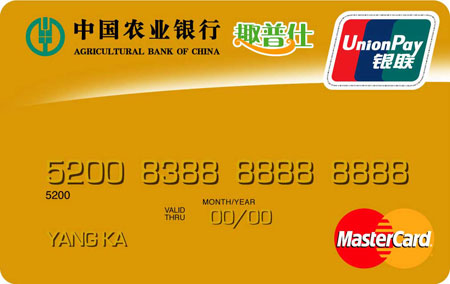 中国农业银行
AGRICULTURAL BANK OF CHINA
趣普仕
UnionPay
银联
5200 8388 8888 8888
5200
MONTH/YEAR
VALID THRU 00/00
YANG KA
MasterCard